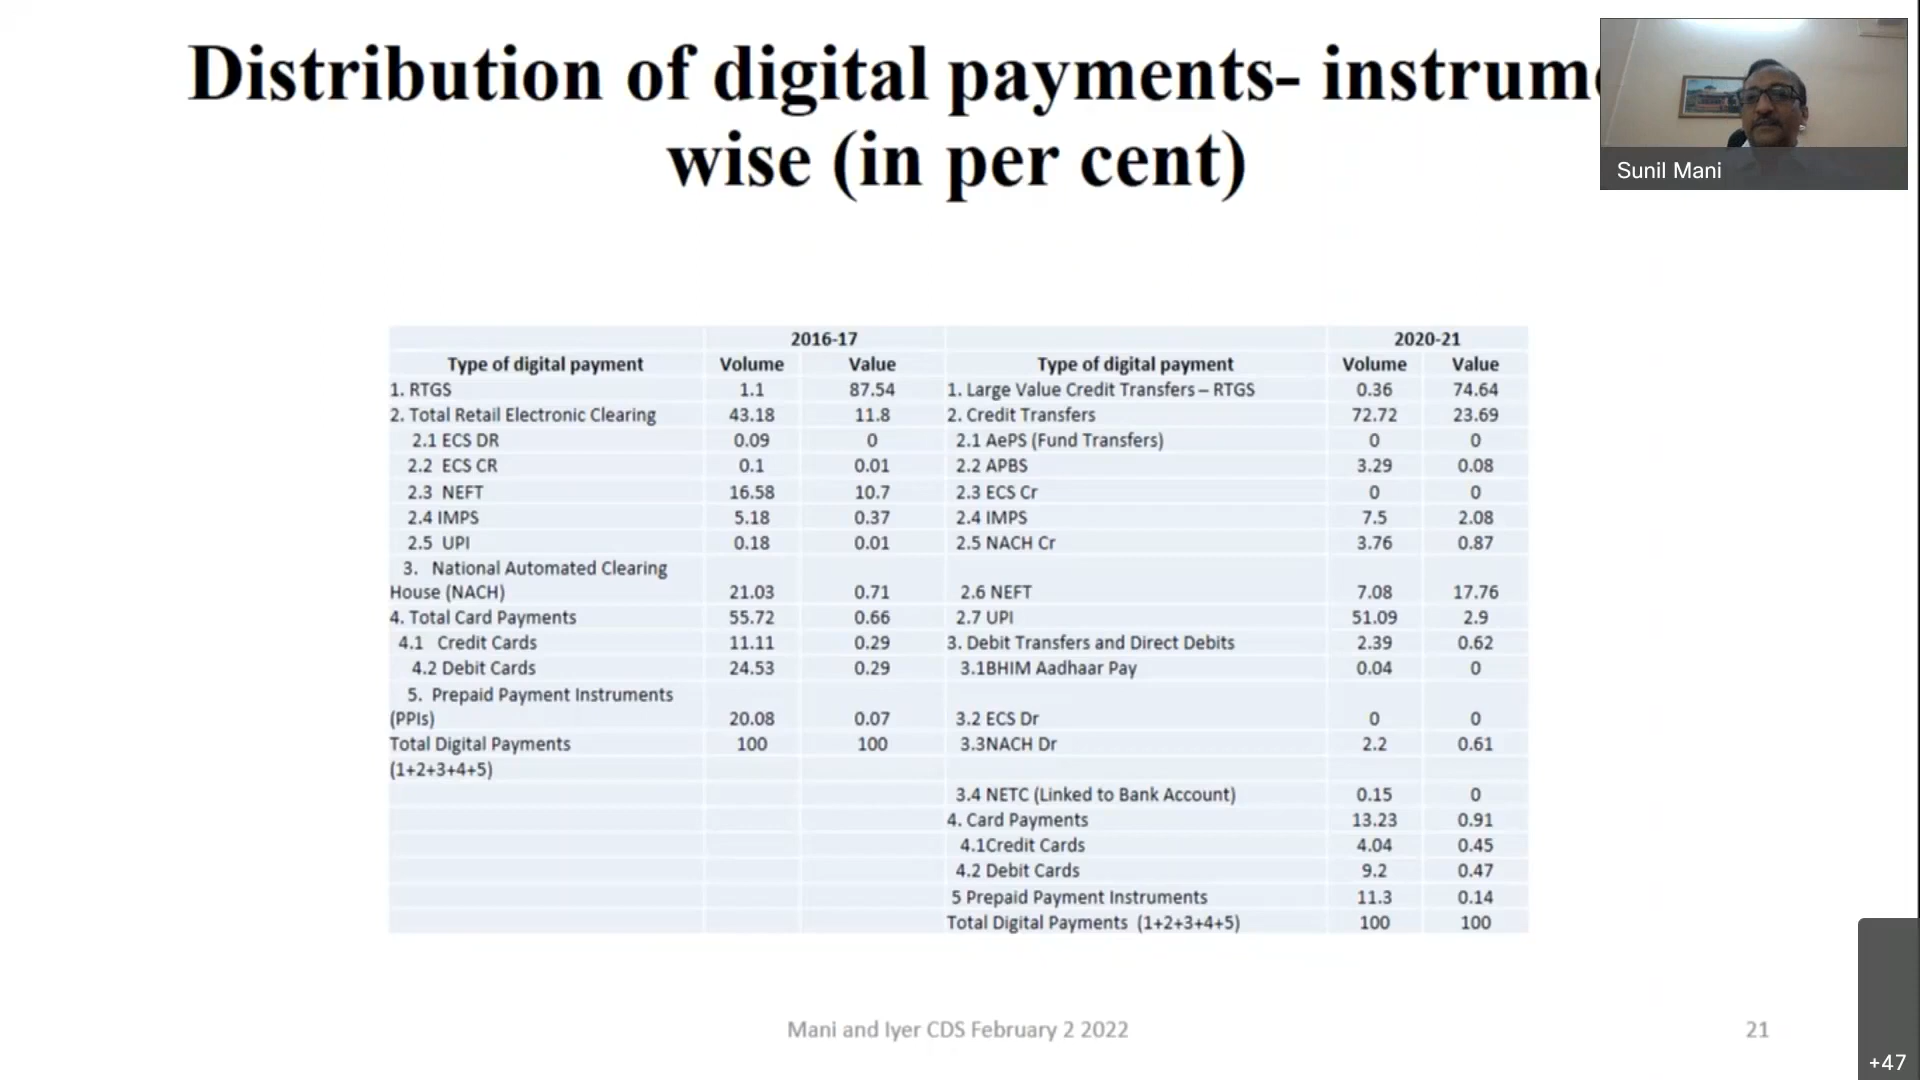 Distribution of digital payments- instrum
wise (in per cent)
Sunil Mani
2016-17 2020-21
Type of digital payment Volume Value Type of digital payment Volume Value
1. RTGS 1.1 87.54 1. Large Value Credit Transfers – RTGS 0.36 74.64
2. Total Retail Electronic Clearing 43.18 11.8 2. Credit Transfers 72.72 23.69
2.1 ECS DR 0.09 0 2.1 AePS (Fund Transfers) 0 0
2.2 ECS CR 0.1 0.01 2.2 APBS 3.29 0.08
2.3 NEFT 16.58 10.7 2.3 ECS Cr 0 0
2.4 IMPS 5.18 0.37 2.4 IMPS 7.5 2.08
2.5 UPI 0.18 0.01 2.5 NACH Cr 3.76 0.87
3. National Automated Clearing
House (NACH) 21.03 0.71 2.6 NEFT 7.08 17.76
4. Total Card Payments 55.72 0.66 2.7 UPI 51.09 2.9
4.1 Credit Cards 11.11 0.29 3. Debit Transfers and Direct Debits 2.39 0.62
4.2 Debit Cards 24.53 0.29 3.1BHIM Aadhaar Pay 0.04 0
5. Prepaid Payment Instruments
(PPIs) 20.08 0.07 3.2 ECS Dr 0 0
Total Digital Payments 100 100 3.3NACH Dr 2.2 0.61
(1+2+3+4+5)
3.4 NETC (Linked to Bank Account) 0.15 0
4. Card Payments 13.23 0.91
4.1Credit Cards 4.04 0.45
4.2 Debit Cards 9.2 0.47
5 Prepaid Payment Instruments 11.3 0.14
Total Digital Payments (1+2+3+4+5) 100 100
Mani and Iyer CDS February 2 2022
21
+47